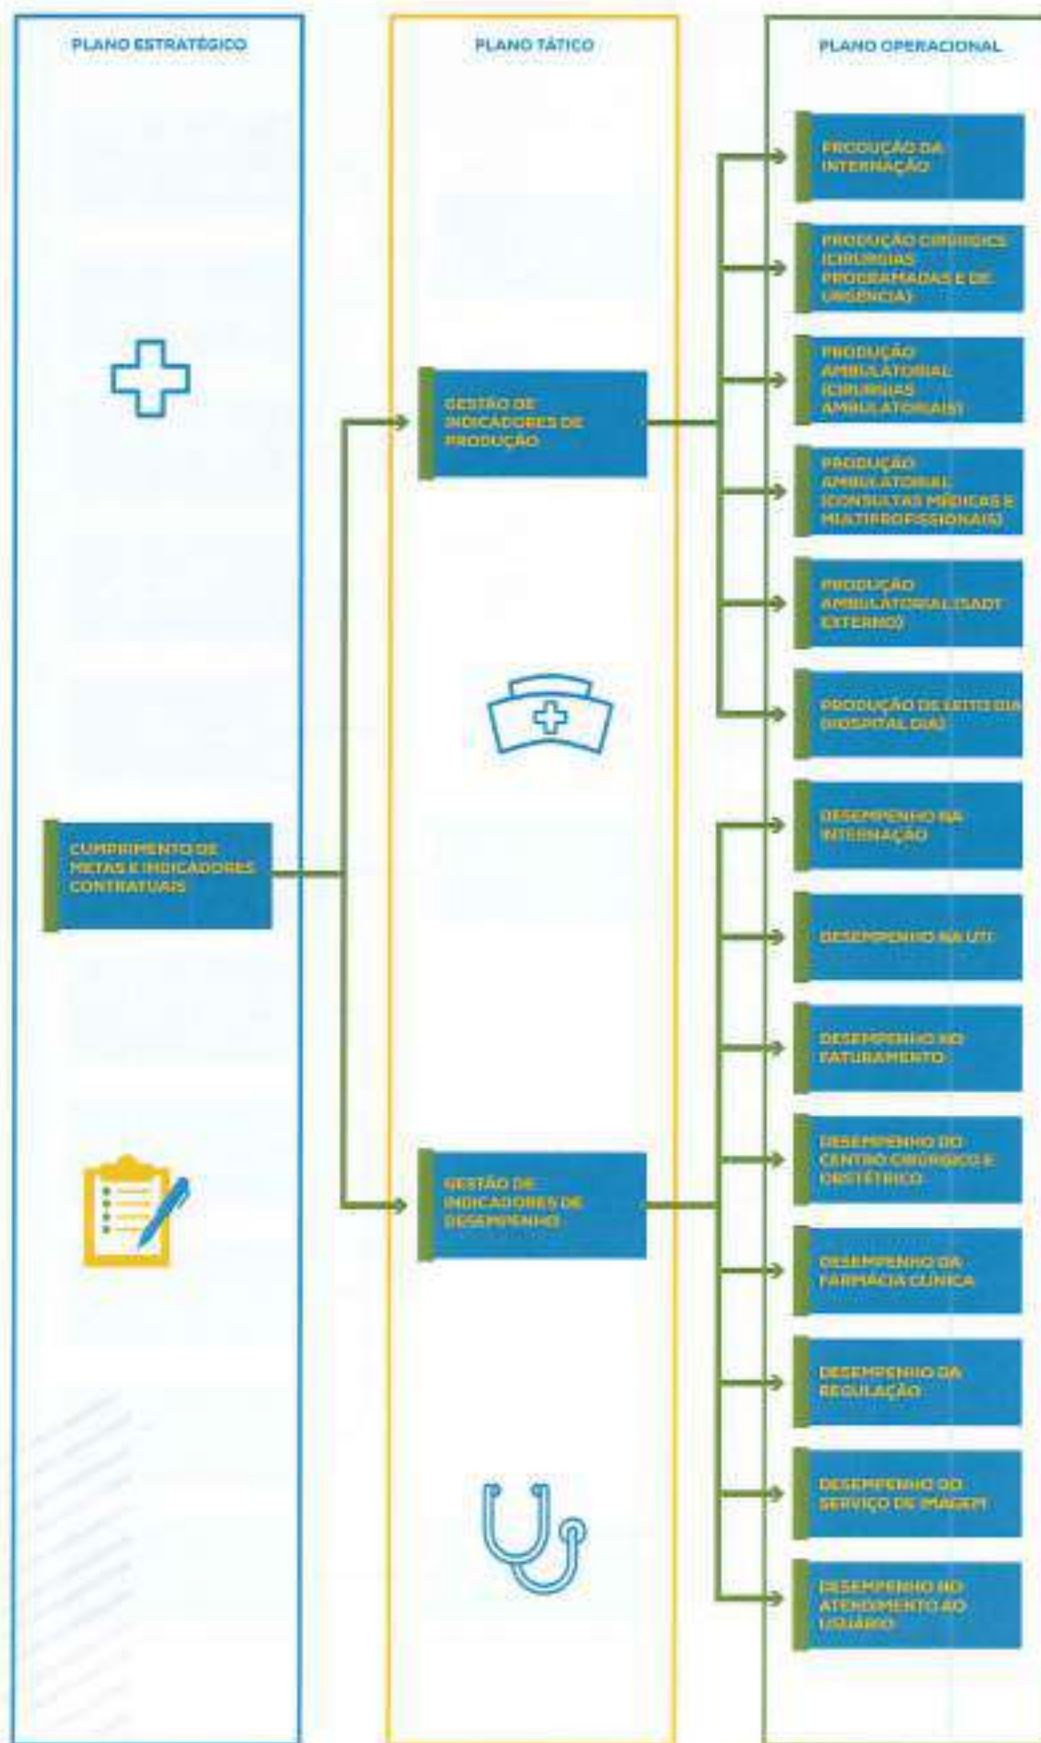 PLANO ESTRATÉGICO
CUMPRIMENTO DE
METAS E INDICADORES
CONTRATUAIS
PLANO TÁTICO
GESTÃO DE
INDICADORES DE
PRODUÇÃO
GESTÃO DE
INDICADORES DE
DESEMPENHO
PLANO OPERACIONAL
PRODUÇÃO DA
INTERNAÇÃO
PRODUÇÃO CIRÚRGICS
(CIRURGIAS
PROGRAMADAS E DE
URGÊNCIA)
PRODUÇÃO
AMBULATORIAL
(CIRURGIAS
AMBULATORIAIS)
PRODUÇÃO
AMBULATORIAL
(CONSULTAS MÉDICAS E
MULTIPROFISSIONAIS)
PRODUÇÃO
AMBULATORIAL (SADT
EXTERNO)
PRODUÇÃO DE LEITO DIA
(HOSPITAL DIA)
DESEMPENHO NA
INTERNAÇÃO
DESEMPENHO NA UTI
DESEMPENHO NO
FATURAMENTO
DESEMPENHO DO
CENTRO CIRÚRGICO E
OBSTÉTRICO
DESEMPENHO DA
FARMÁCIA CLÍNICA
DESEMPENHO DA
REGULAÇÃO
DESEMPENHO DO
SERVIÇO DE IMAGEM
DESEMPENHO NO
ATENDIMENTO AO
USUÁRIO